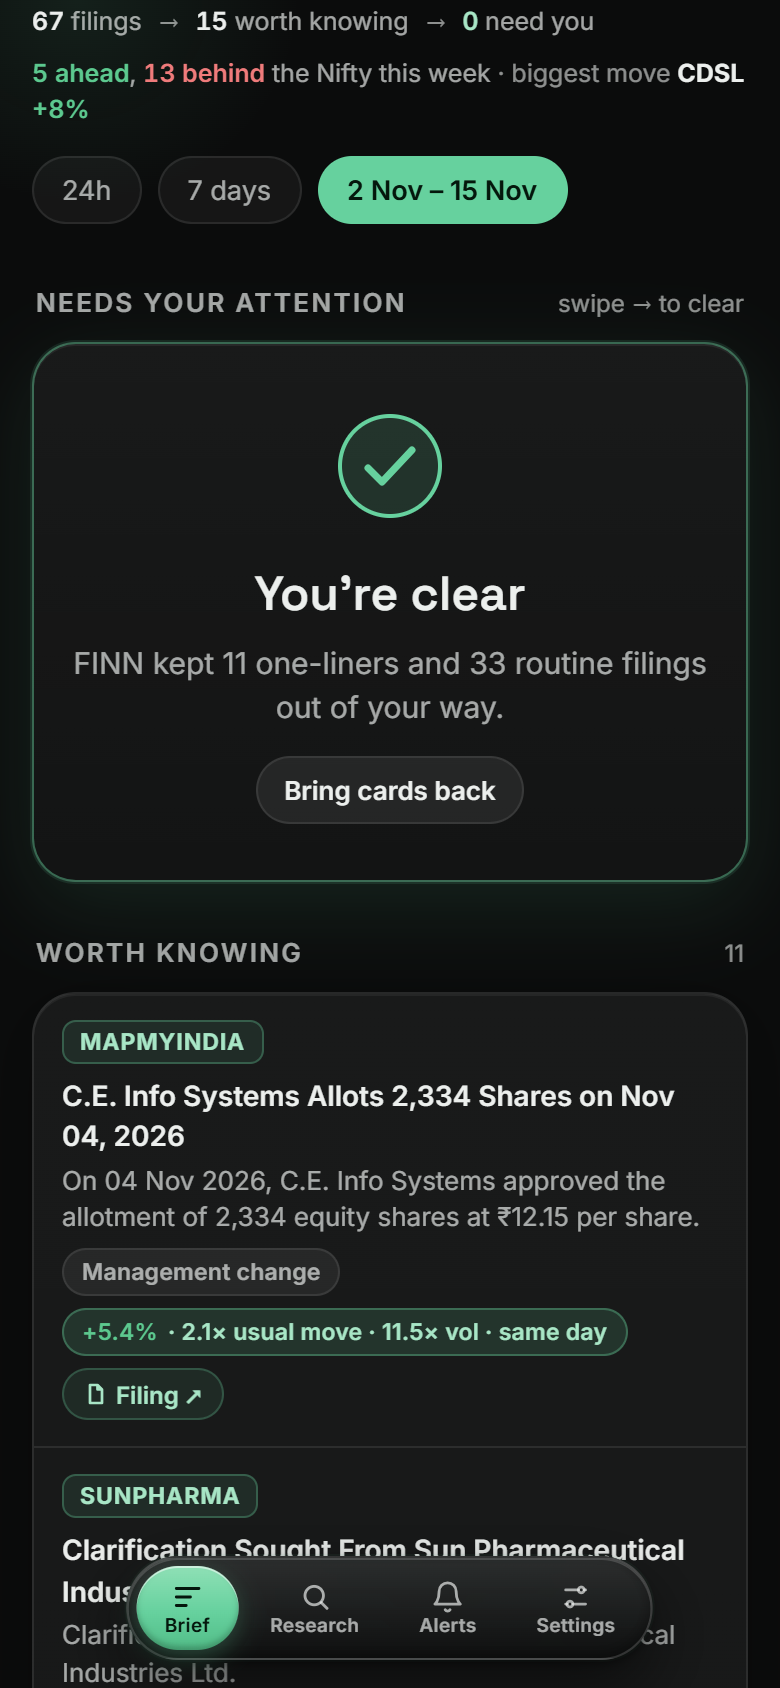 67 filings → 15 worth knowing → 0 need you
5 ahead, 13 behind the Nifty this week · biggest move CDSL
+8%
24h 7 days 2 Nov – 15 Nov
NEEDS YOUR ATTENTION swipe → to clear
You’re clear
FINN kept 11 one-liners and 33 routine filings
out of your way.
Bring cards back
WORTH KNOWING 11
MAPMYINDIA
C.E. Info Systems Allots 2,334 Shares on Nov
04, 2026
On 04 Nov 2026, C.E. Info Systems approved the
allotment of 2,334 equity shares at ₹12.15 per share.
Management change
+5.4% · 2.1× usual move · 11.5× vol · same day
Filing ↗
SUNPHARMA
Clarification Sought From Sun Pharmaceutical
Industries Ltd.
Brief Research Alerts Settings